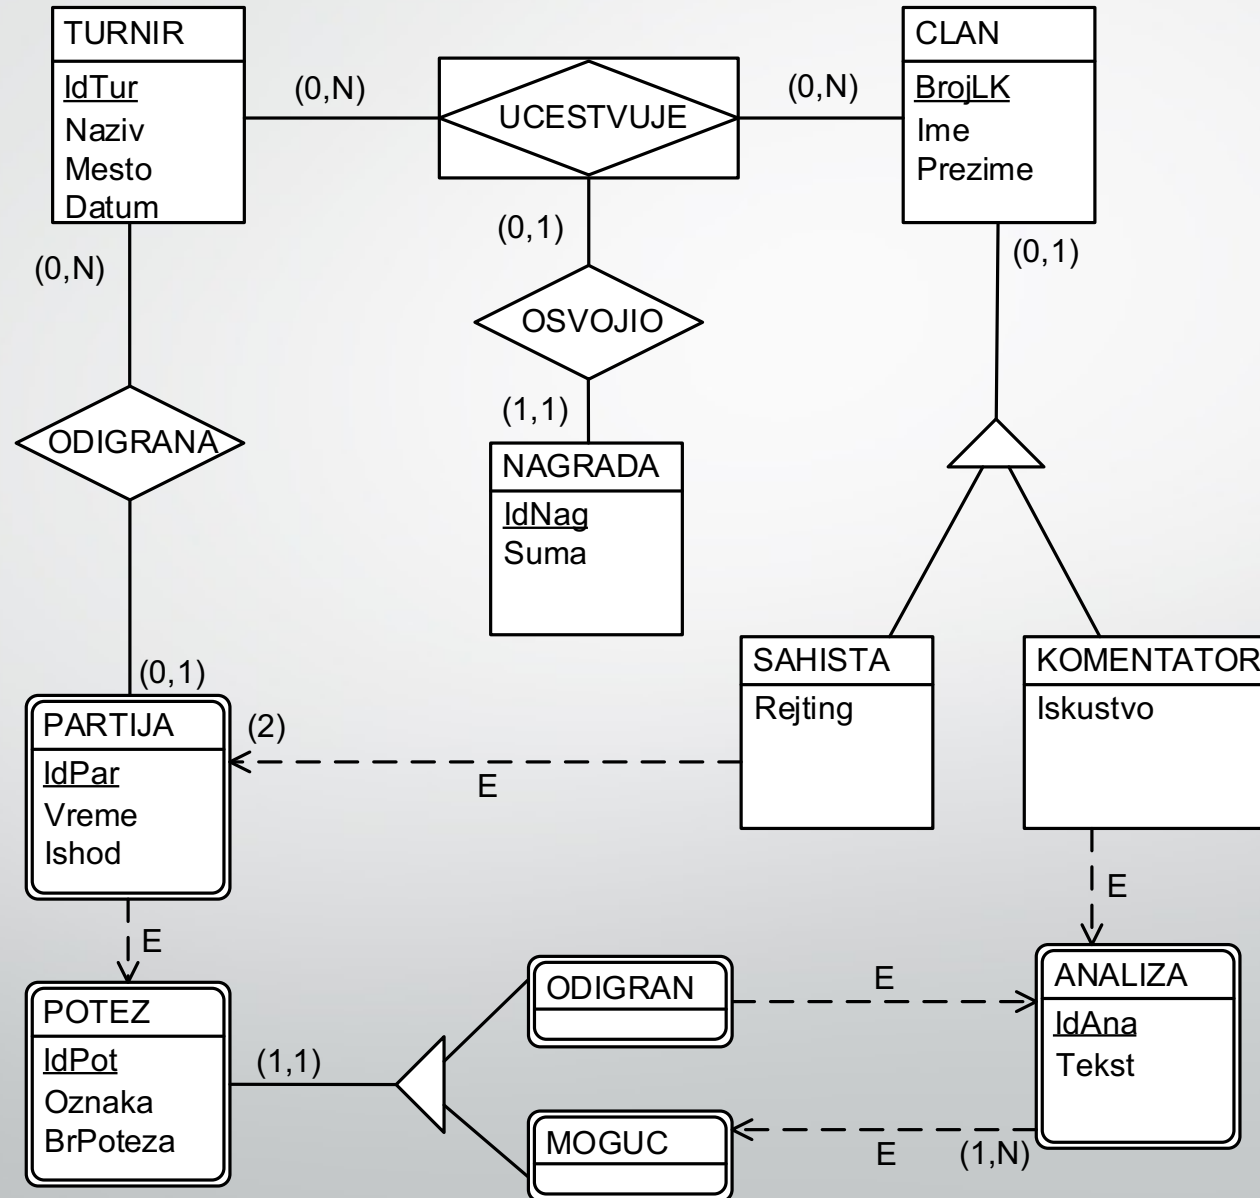 TURNIR
IdTur
Naziv
Mesto
Datum
(0,N)
UCESTVUJE
(0,N)
CLAN
BrojLK
Ime
Prezime
(0,N)
(0,1)
(0,1)
OSVOJIO
ODIGRANA
(1,1)
NAGRADA
IdNag
Suma
(0,1)
SAHISTA
Rejting
KOMENTATOR
Iskustvo
PARTIJA
IdPar
Vreme
Ishod
(2)
E
E
E
POTEZ
IdPot
Oznaka
BrPoteza
(1,1)
ODIGRAN
E
ANALIZA
IdAna
Tekst
MOGUC
E
(1,N)